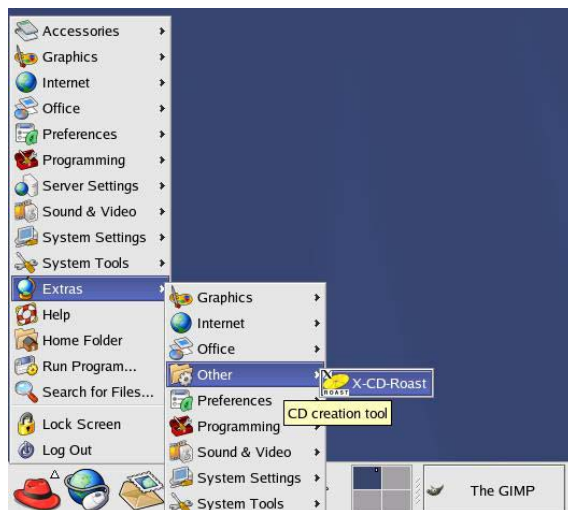 Accessories
Graphics
Internet
Office
Preferences
Programming
Server Settings
Sound & Video
System Settings
System Tools
Extras
Help
Home Folder
Run Program...
Search for Files...
Lock Screen
Log Out
Graphics
Internet
Office
Other
Preferences
Programming
Sound & Video
System Settings
System Tools
X
ROAST
X-CD-Roast
CD creation tool
The GIMP